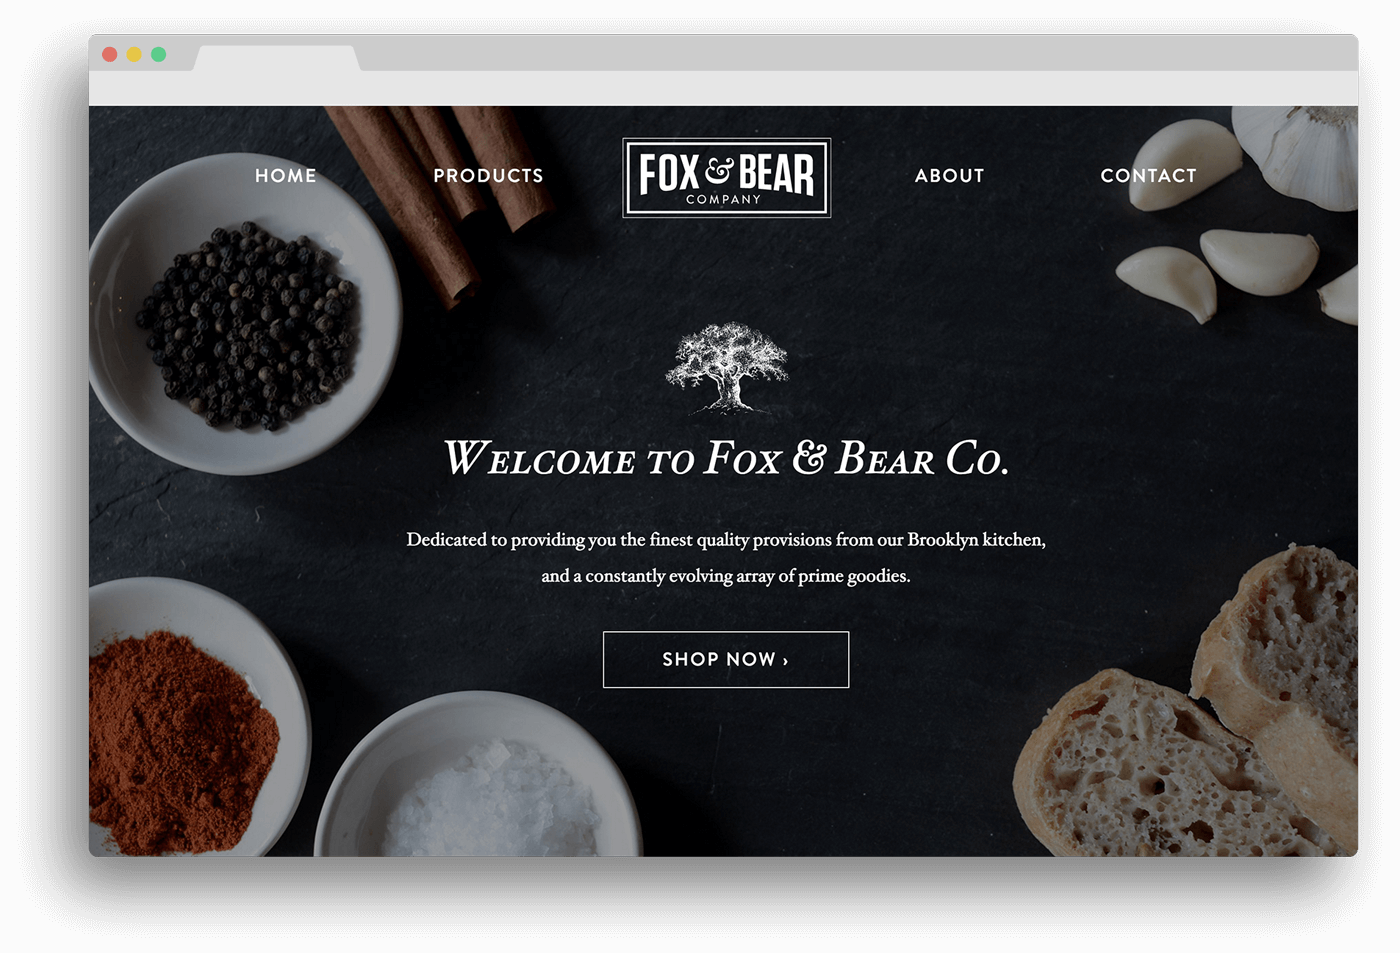 HOME
PRODUCTS
FOX & BEAR
COMPANY
ABOUT
CONTACT
Welcome to Fox & Bear Co.
Dedicated to providing you the finest quality provisions from our Brooklyn kitchen,
and a constantly evolving array of prime goodies.
SHOP NOW ›